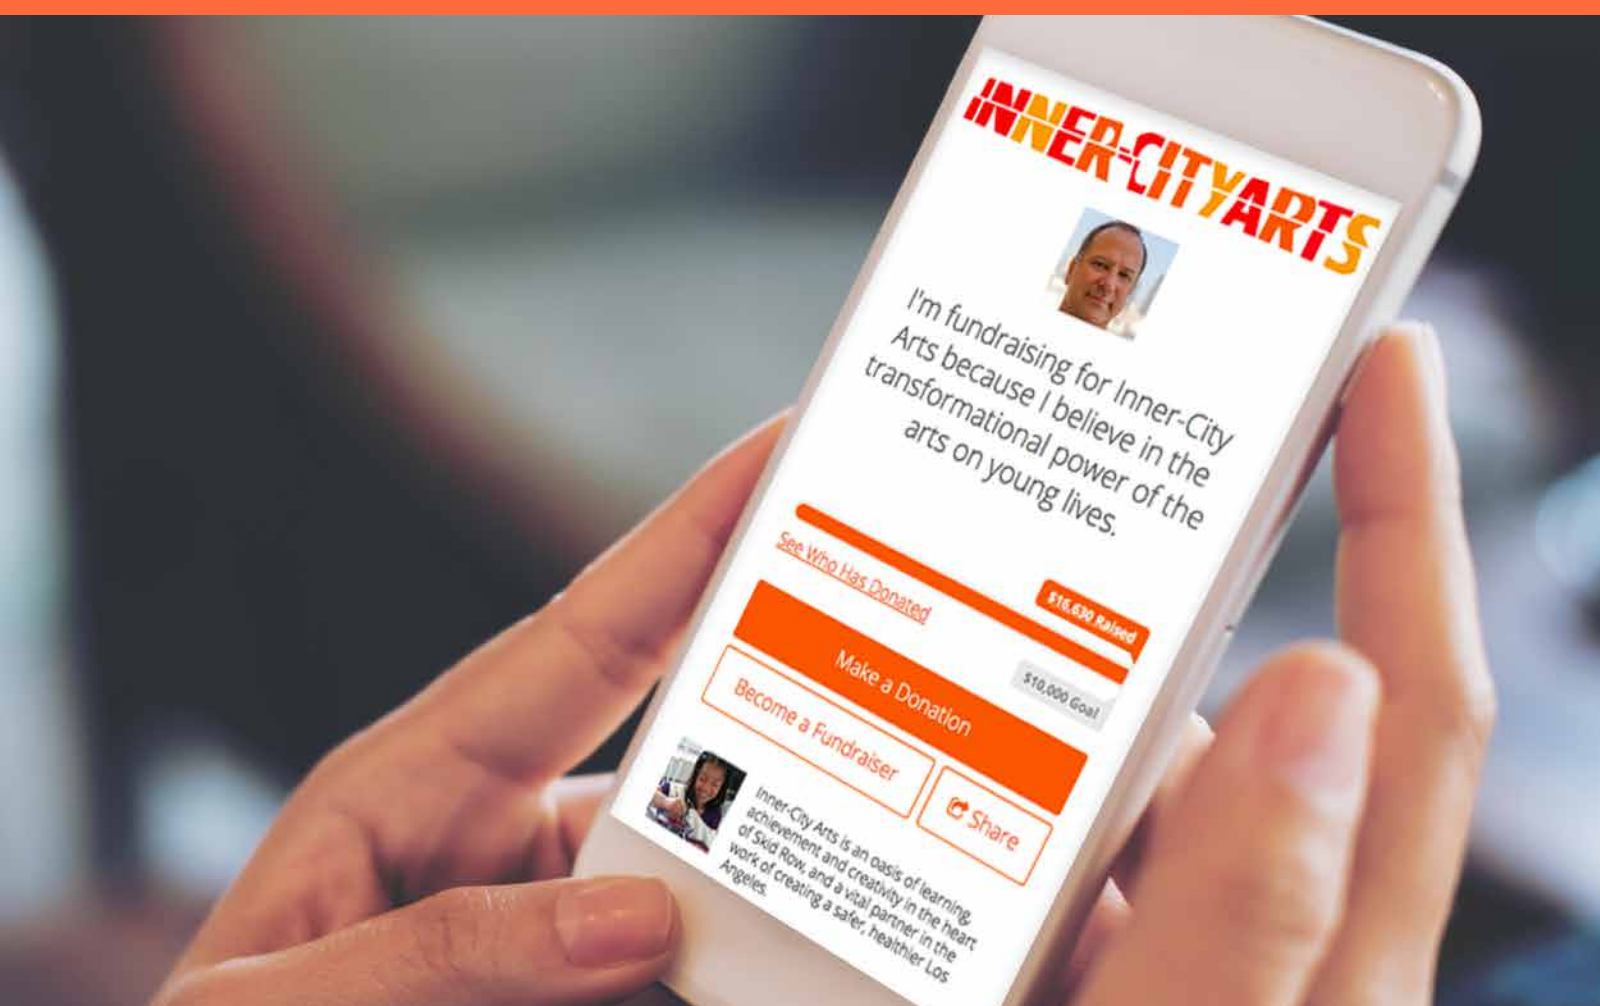 INNER-CITYARTS
I'm fundraising for Inner-City
Arts because I believe in the
transformational power of the
arts on young lives.
$16,630 Raised
See Who Has Donated
$10,000 Goal
Make a Donation
Become a Fundraiser
Share
Inner-City Arts is an oasis of learning,
achievement and creativity in the heart
of Skid Row, and a vital partner in the
work of creating a safer, healthier Los
Angeles.